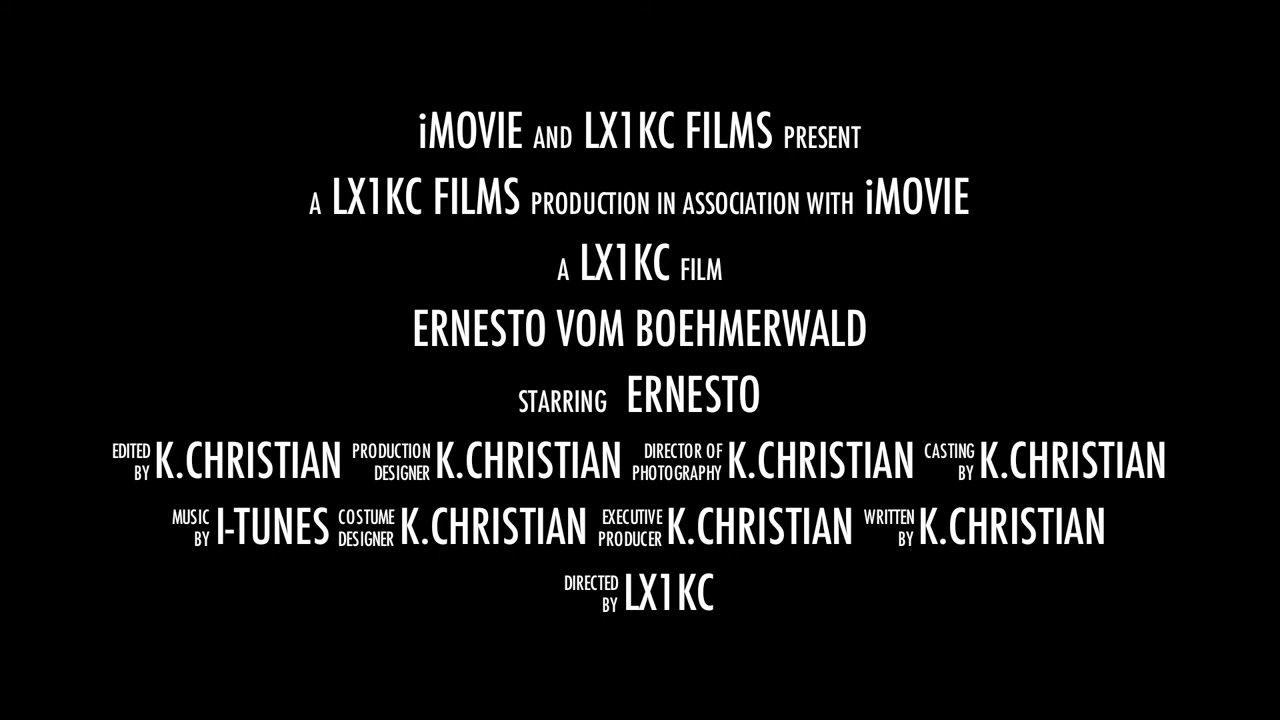 iMOVIE AND LX1KC FILMS PRESENT
A LX1KC FILMS PRODUCTION IN ASSOCIATION WITH iMOVIE
A LX1KC FILM
ERNESTO VOM BOEHMERWALD
STARRING ERNESTO
EDITED BY K.CHRISTIAN PRODUCTION DESIGNER K.CHRISTIAN DIRECTOR OF PHOTOGRAPHY K.CHRISTIAN CASTING BY K.CHRISTIAN
MUSIC BY I-TUNES COSTUME DESIGNER K.CHRISTIAN EXECUTIVE PRODUCER K.CHRISTIAN WRITTEN BY K.CHRISTIAN
DIRECTED BY LX1KC